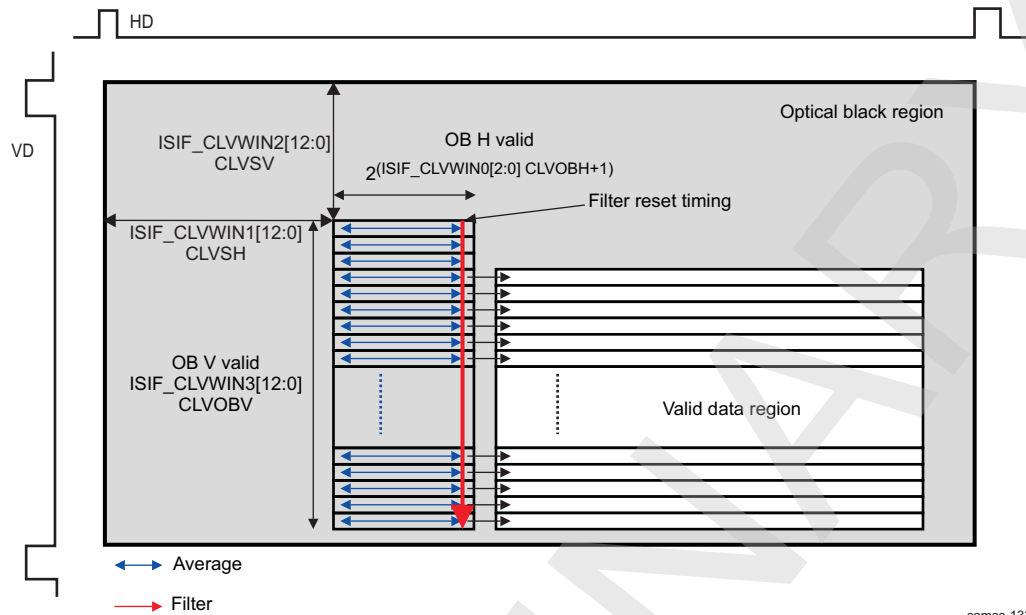 HD
Optical black region
ISIF_CLVWIN2[12:0]
CLVSV
VD
OB H valid
2(ISIF_CLVWIN0[2:0] CLVOBH+1)
Filter reset timing
ISIF_CLVWIN1[12:0]
CLVSH
OB V valid
ISIF_CLVWIN3[12:0]
CLVOBV
Valid data region
Average
Filter